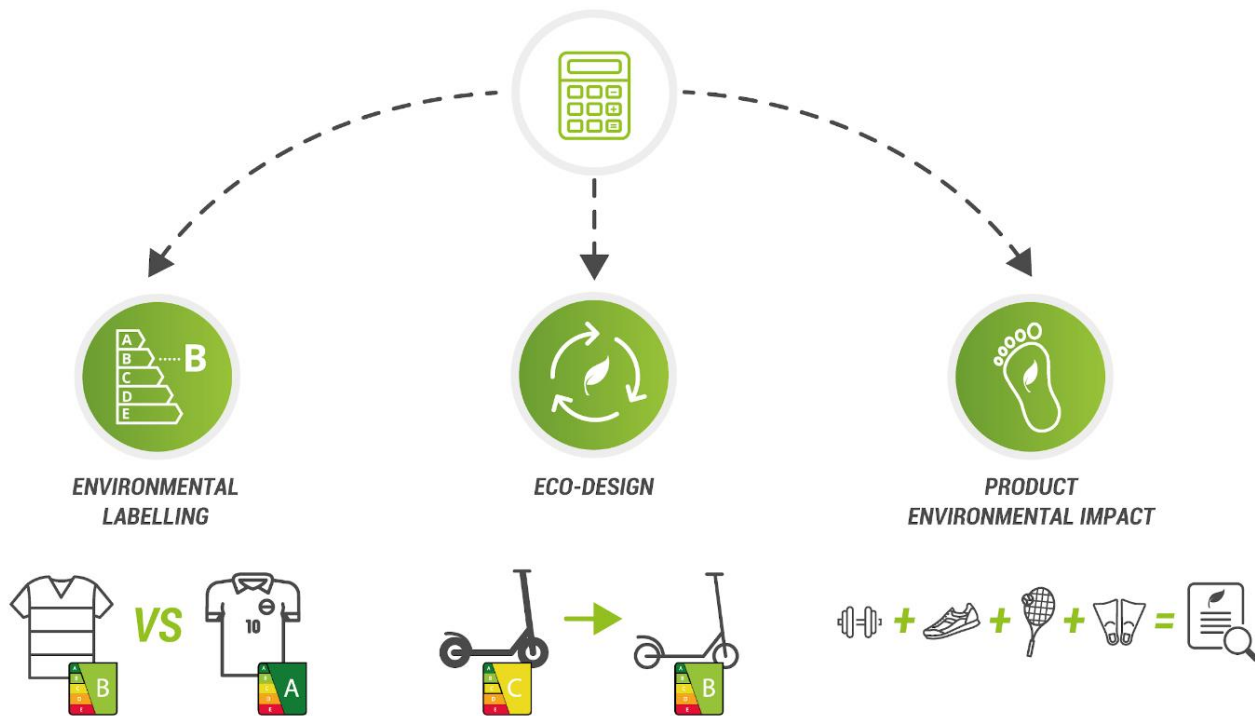 A
B
B
C
D
E
ENVIRONMENTAL
LABELLING
ECO-DESIGN
PRODUCT
ENVIRONMENTAL IMPACT
VS
10
A
B
C
D
E
B
A
B
C
D
E
A
A
B
C
D
E
C
A
B
C
D
E
B
+ + + =